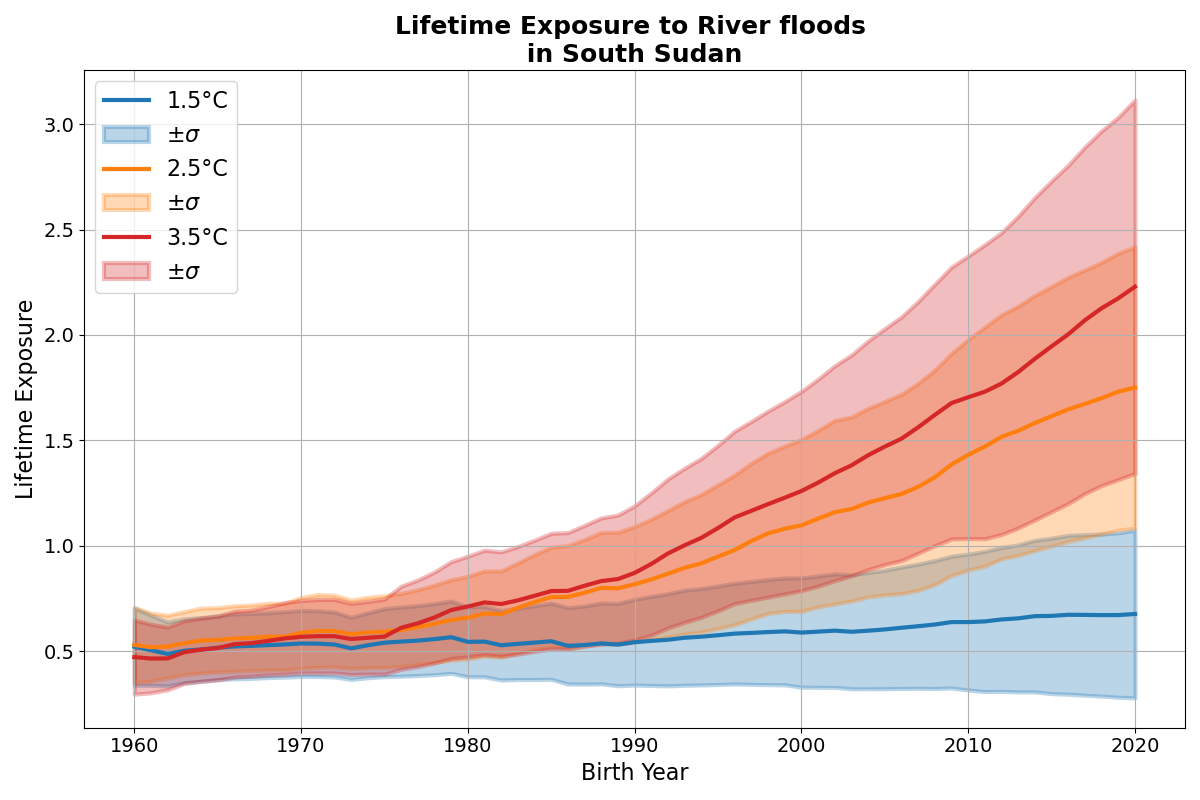 Lifetime Exposure to River floods
in South Sudan
1.5°C
±σ
2.5°C
±σ
3.5°C
±σ
Lifetime Exposure
3.0
2.5
2.0
1.5
1.0
0.5
1960 1970 1980 1990 2000 2010 2020
Birth Year